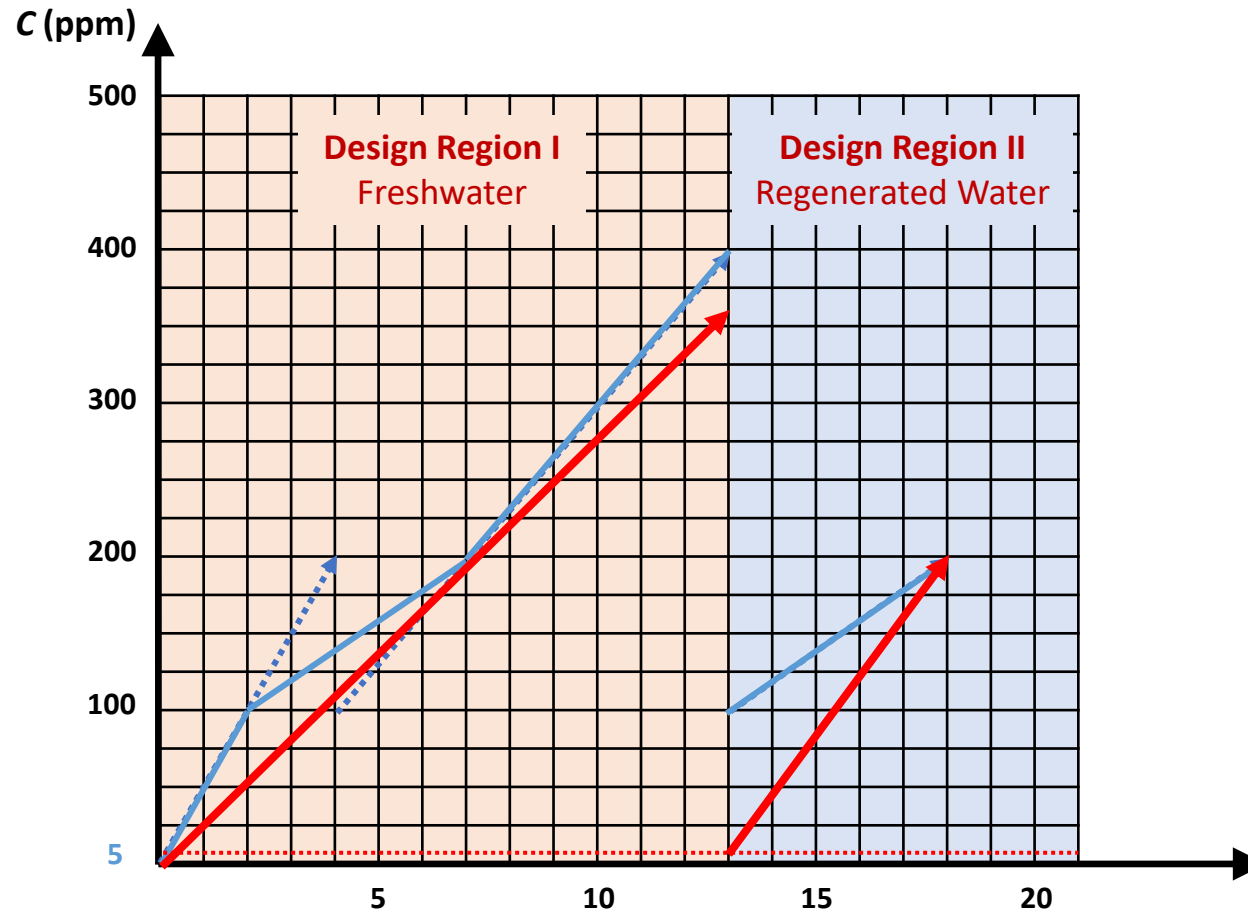 C (ppm)
500
Design Region I
Freshwater
Design Region II
Regenerated Water
400
300
200
100
5
5
10
15
20